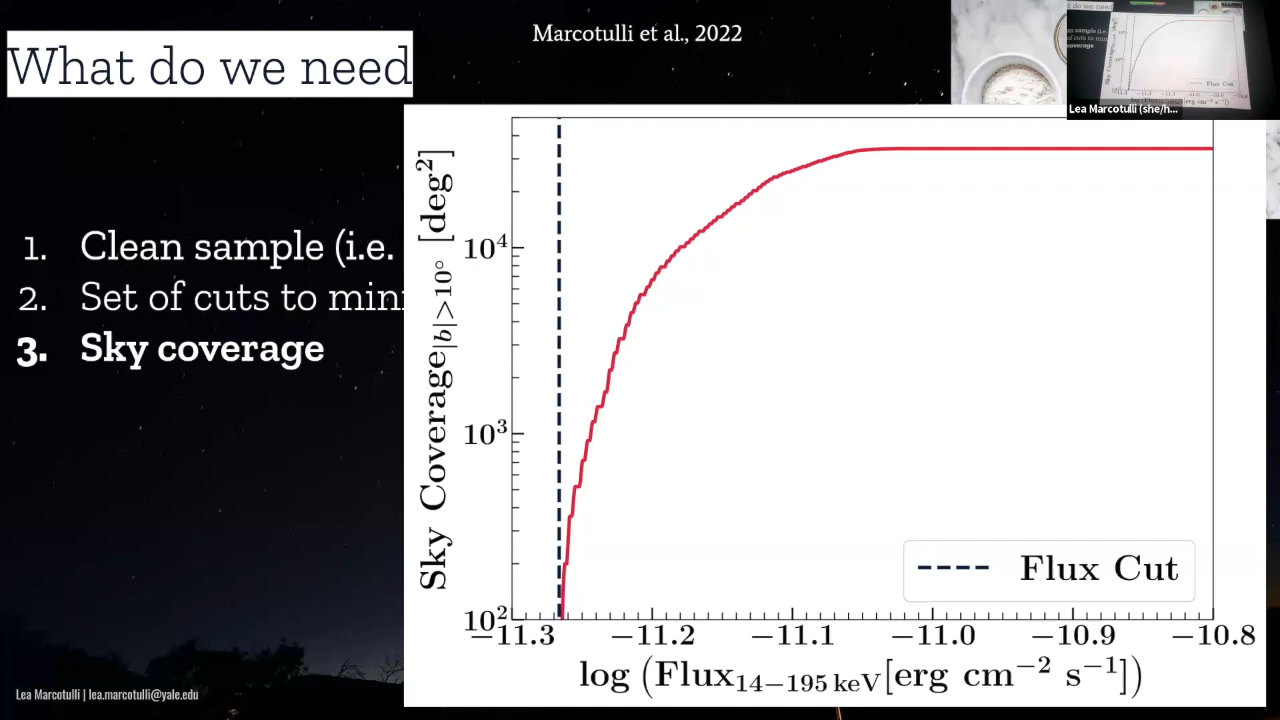 Marcotulli et al., 2022
What do we need
1. Clean sample (i.e.
2. Set of cuts to mini
3. Sky coverage
Sky Coverage|b|>10° [deg²]
10⁴
10³
10²
−11.3 −11.2 −11.1 −11.0 −10.9 −10.8
log (Flux14−195 keV[erg cm⁻² s⁻¹])
Flux Cut
Lea Marcotulli (she/h...
Lea Marcotulli | lea.marcotulli@yale.edu